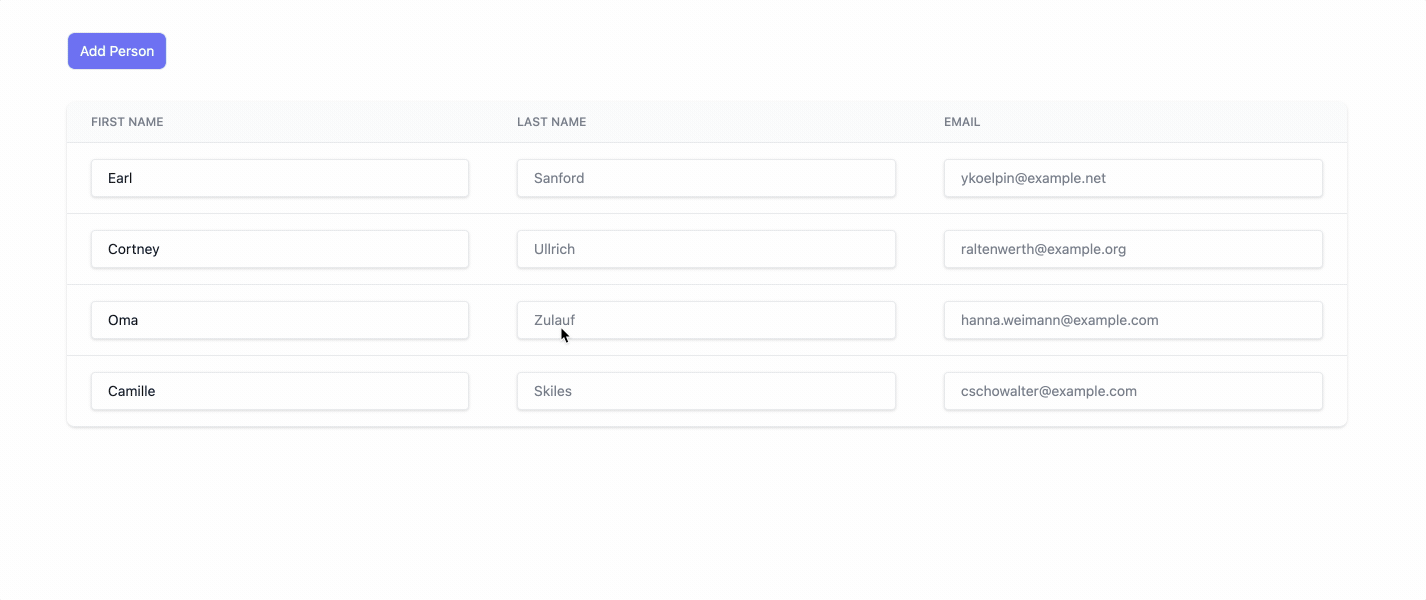 Add Person
FIRST NAME LAST NAME EMAIL
Earl Sanford ykoelpin@example.net
Cortney Ullrich raltenwerth@example.org
Oma Zulauf hanna.weimann@example.com
Camille Skiles cschowalter@example.com